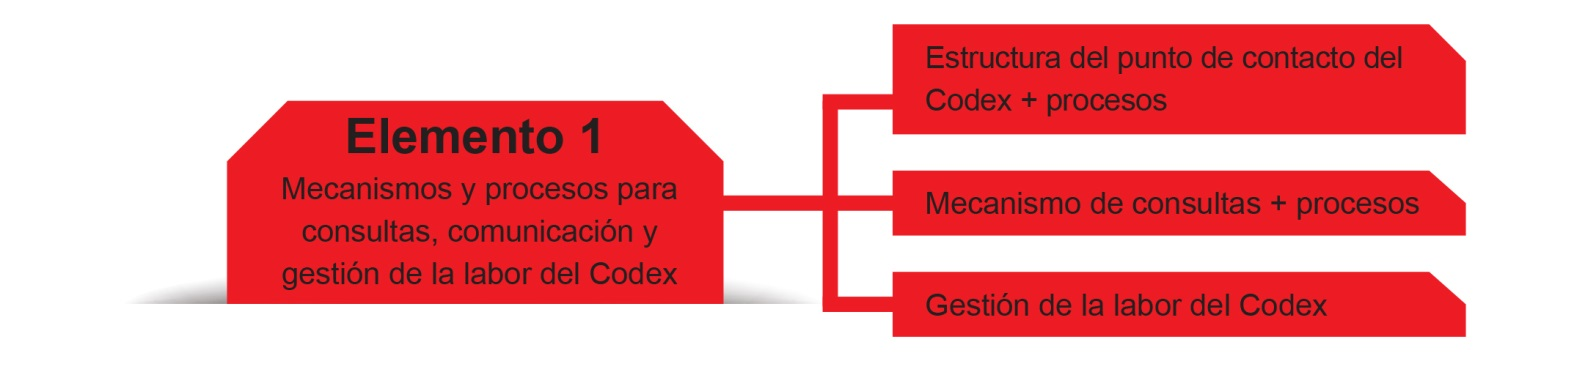 Elemento 1
Mecanismos y procesos para
consultas, comunicación y
gestión de la labor del Codex
Estructura del punto de contacto del
Codex + procesos
Mecanismo de consultas + procesos
Gestión de la labor del Codex